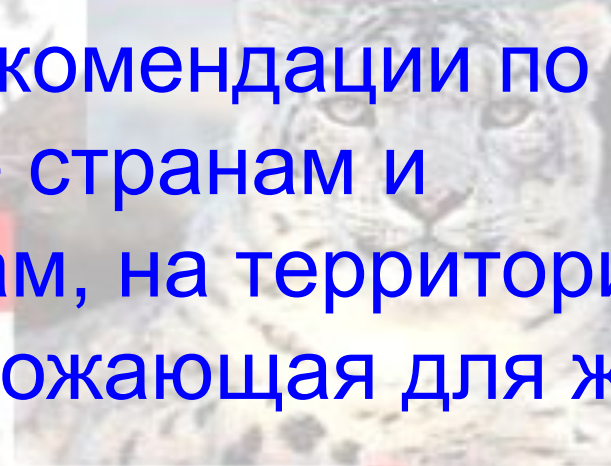 комендации по
странам и
ам, на территори
ожающая для ж